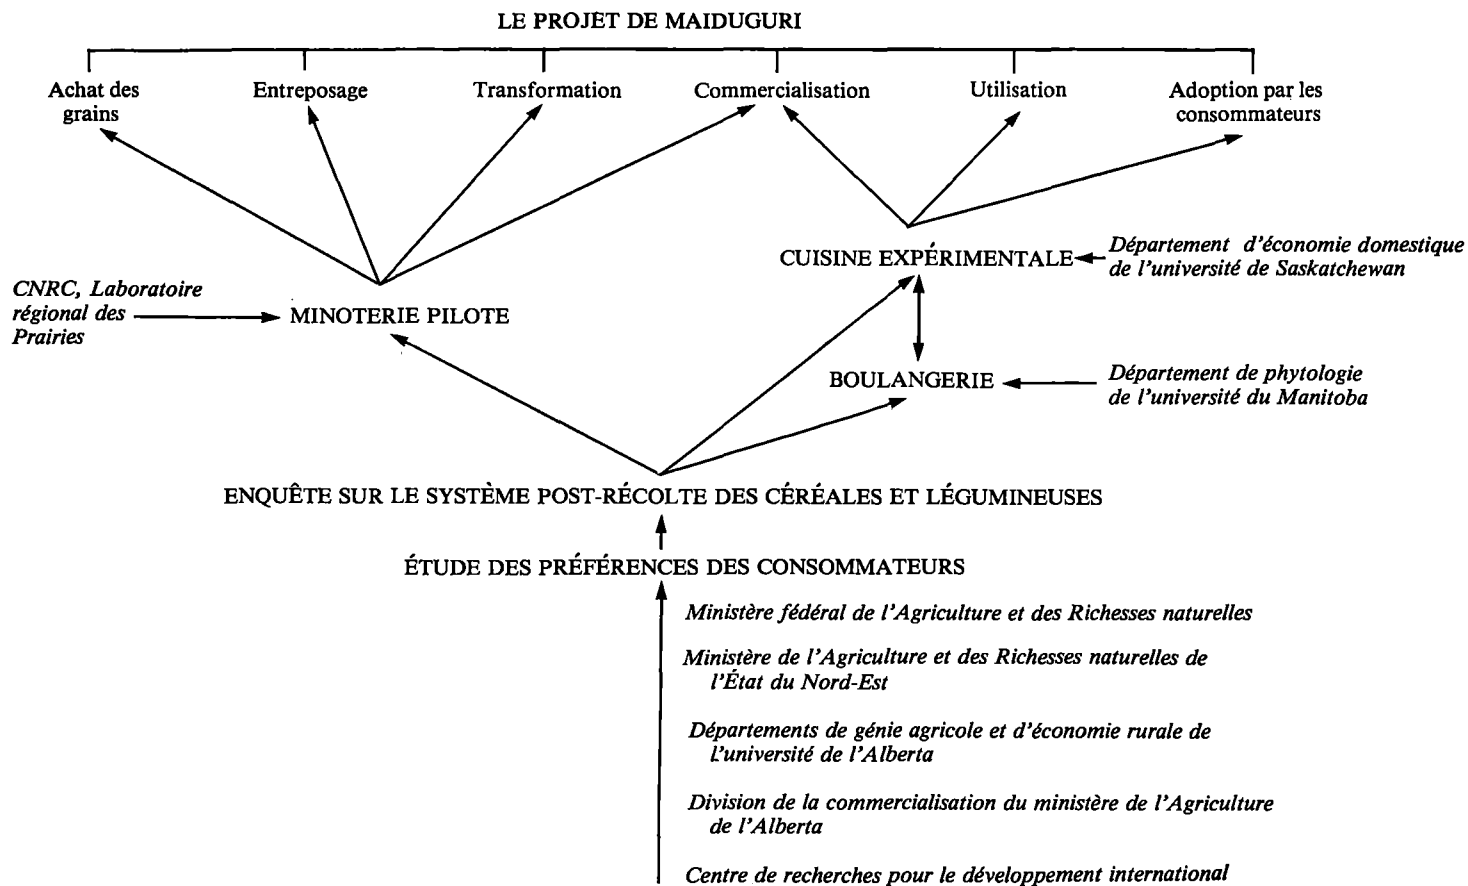 LE PROJET DE MAIDUGURI
Achat des
grains
Entreposage
Transformation
Commercialisation
Utilisation
Adoption par les
consommateurs
CUISINE EXPÉRIMENTALE
Département d'économie domestique
de l'université de Saskatchewan
CNRC, Laboratoire
régional des
Prairies
MINOTERIE PILOTE
BOULANGERIE
Département de phytologie
de l'université du Manitoba
ENQUÊTE SUR LE SYSTÈME POST-RÉCOLTE DES CÉRÉALES ET LÉGUMINEUSES
ÉTUDE DES PRÉFÉRENCES DES CONSOMMATEURS
Ministère fédéral de l'Agriculture et des Richesses naturelles
Ministère de l'Agriculture et des Richesses naturelles de
l'État du Nord-Est
Départements de génie agricole et d'économie rurale de
L'université de l'Alberta
Division de la commercialisation du ministère de l'Agriculture
de l'Alberta
Centre de recherches pour le développement international